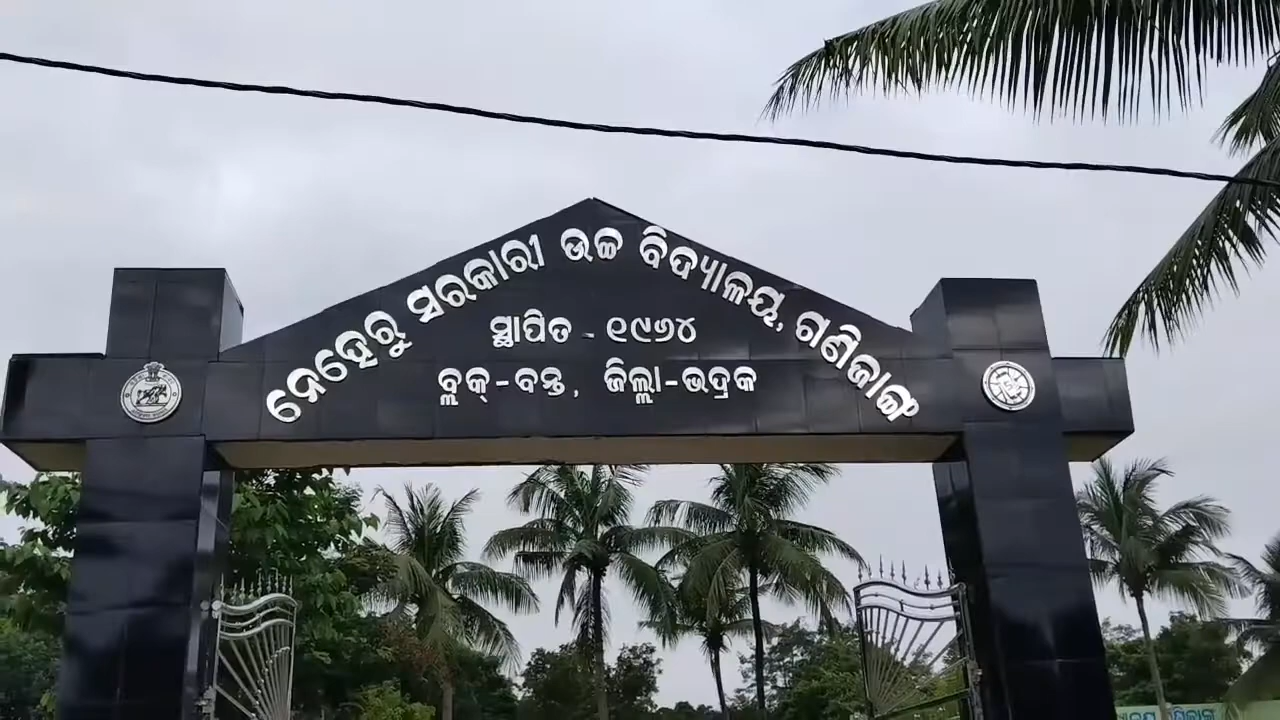 ନେହେରୁ ସରକାରୀ ଉଚ୍ଚ ବିଦ୍ୟାଳୟ, ଗଣିଜାଙ୍ଗ
ସ୍ଥାପିତ - ୧୯୬୪
ବ୍ଲକ୍-ବନ୍ତ, ଜିଲ୍ଲା-ଭଦ୍ରକ